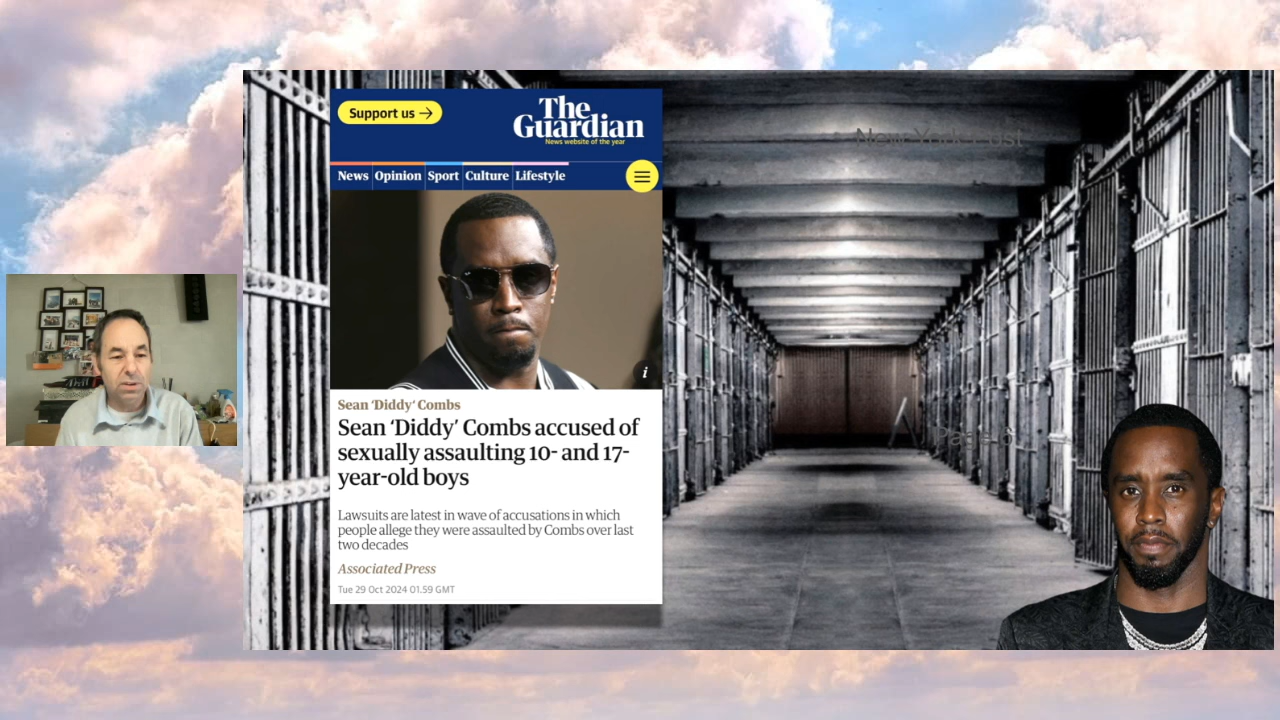 Support us →
The
Guardian
News website of the year
News Opinion Sport Culture Lifestyle
i
Sean ‘Diddy’ Combs
Sean ‘Diddy’ Combs accused of
sexually assaulting 10- and 17-
year-old boys
Lawsuits are latest in wave of accusations in which
people allege they were assaulted by Combs over last
two decades
Associated Press
Tue 29 Oct 2024 01.59 GMT
New York Post